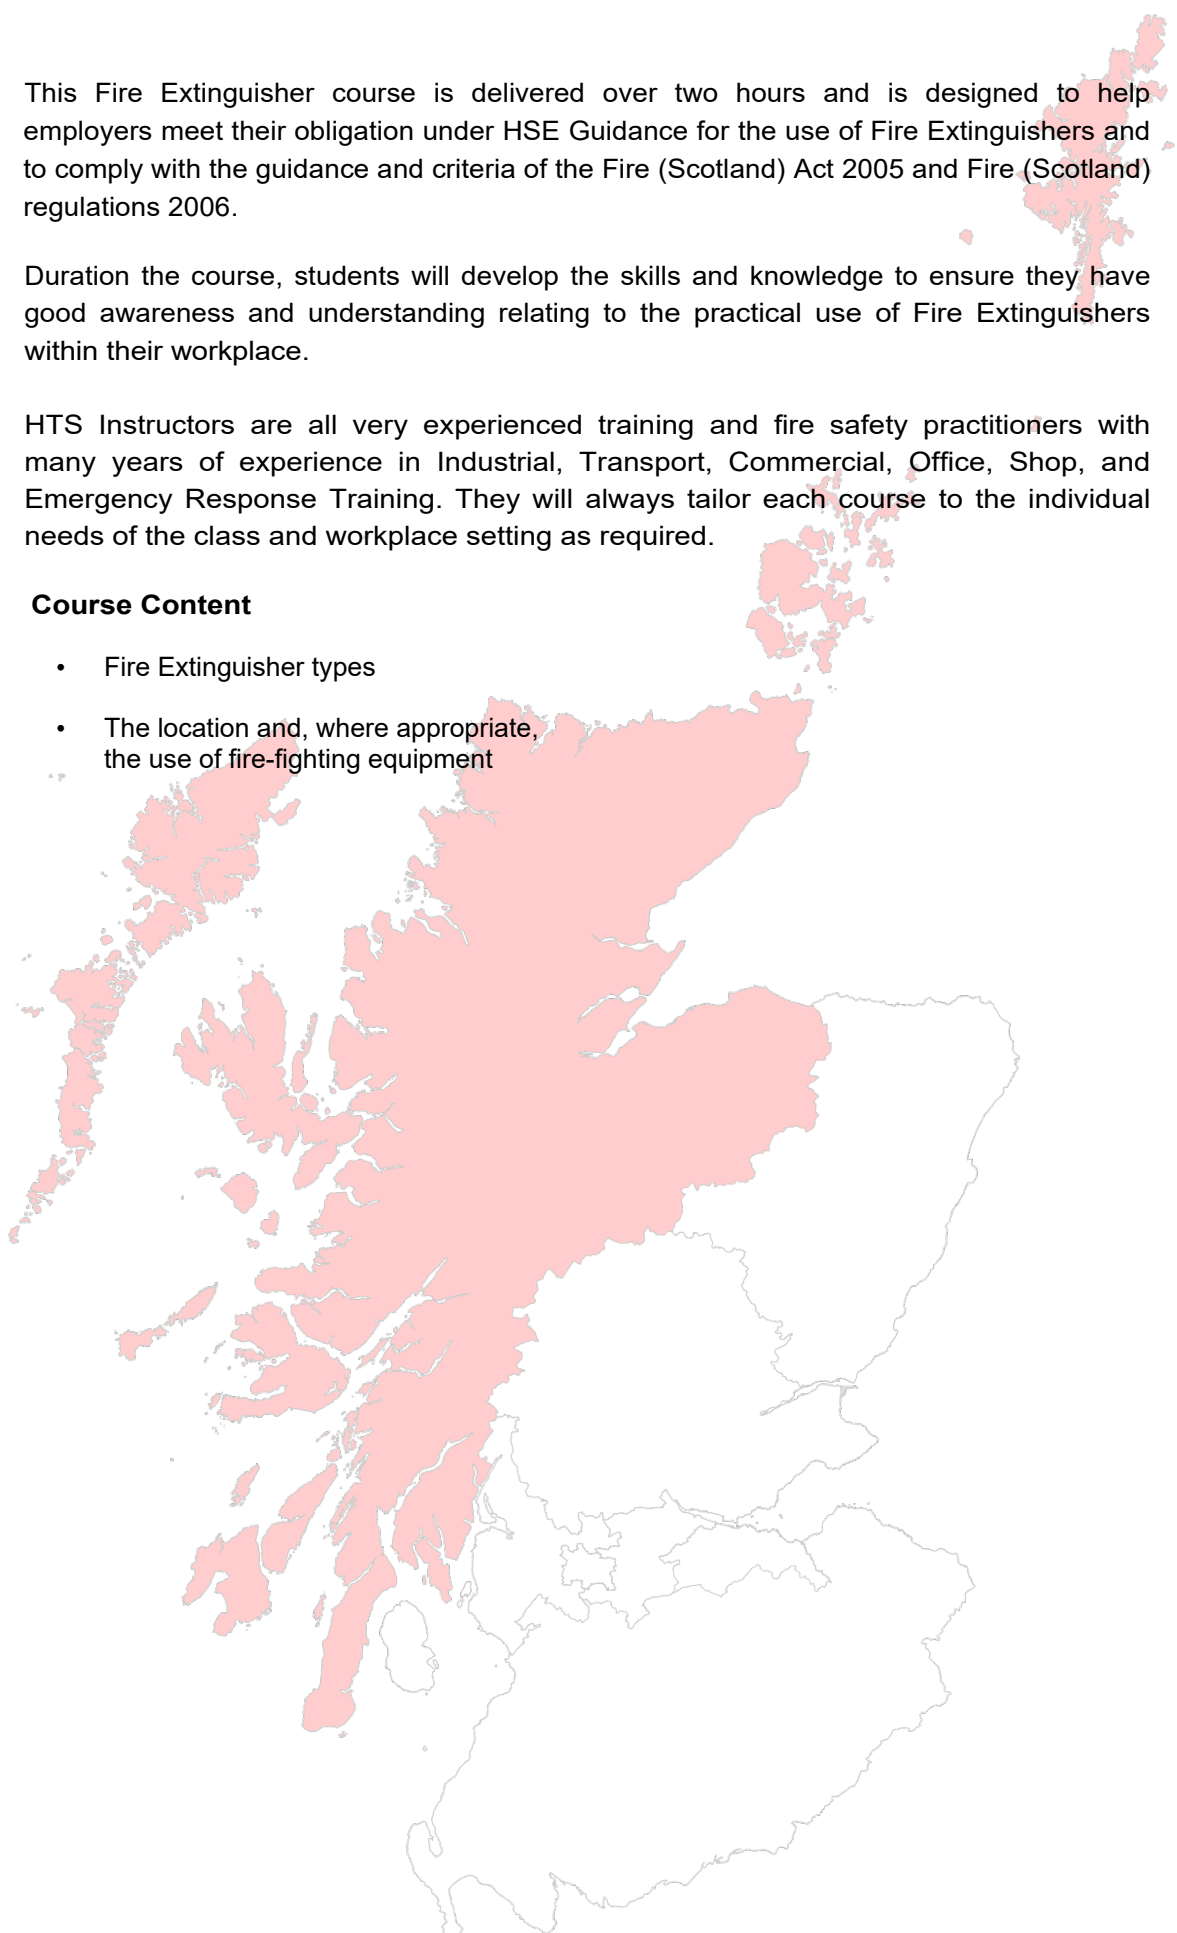 This Fire Extinguisher course is delivered over two hours and is designed to help
employers meet their obligation under HSE Guidance for the use of Fire Extinguishers and
to comply with the guidance and criteria of the Fire (Scotland) Act 2005 and Fire (Scotland)
regulations 2006.
Duration the course, students will develop the skills and knowledge to ensure they have
good awareness and understanding relating to the practical use of Fire Extinguishers
within their workplace.
HTS Instructors are all very experienced training and fire safety practitioners with
many years of experience in Industrial, Transport, Commercial, Office, Shop, and
Emergency Response Training. They will always tailor each course to the individual
needs of the class and workplace setting as required.
Course Content
• Fire Extinguisher types
• The location and, where appropriate,
the use of fire-fighting equipment